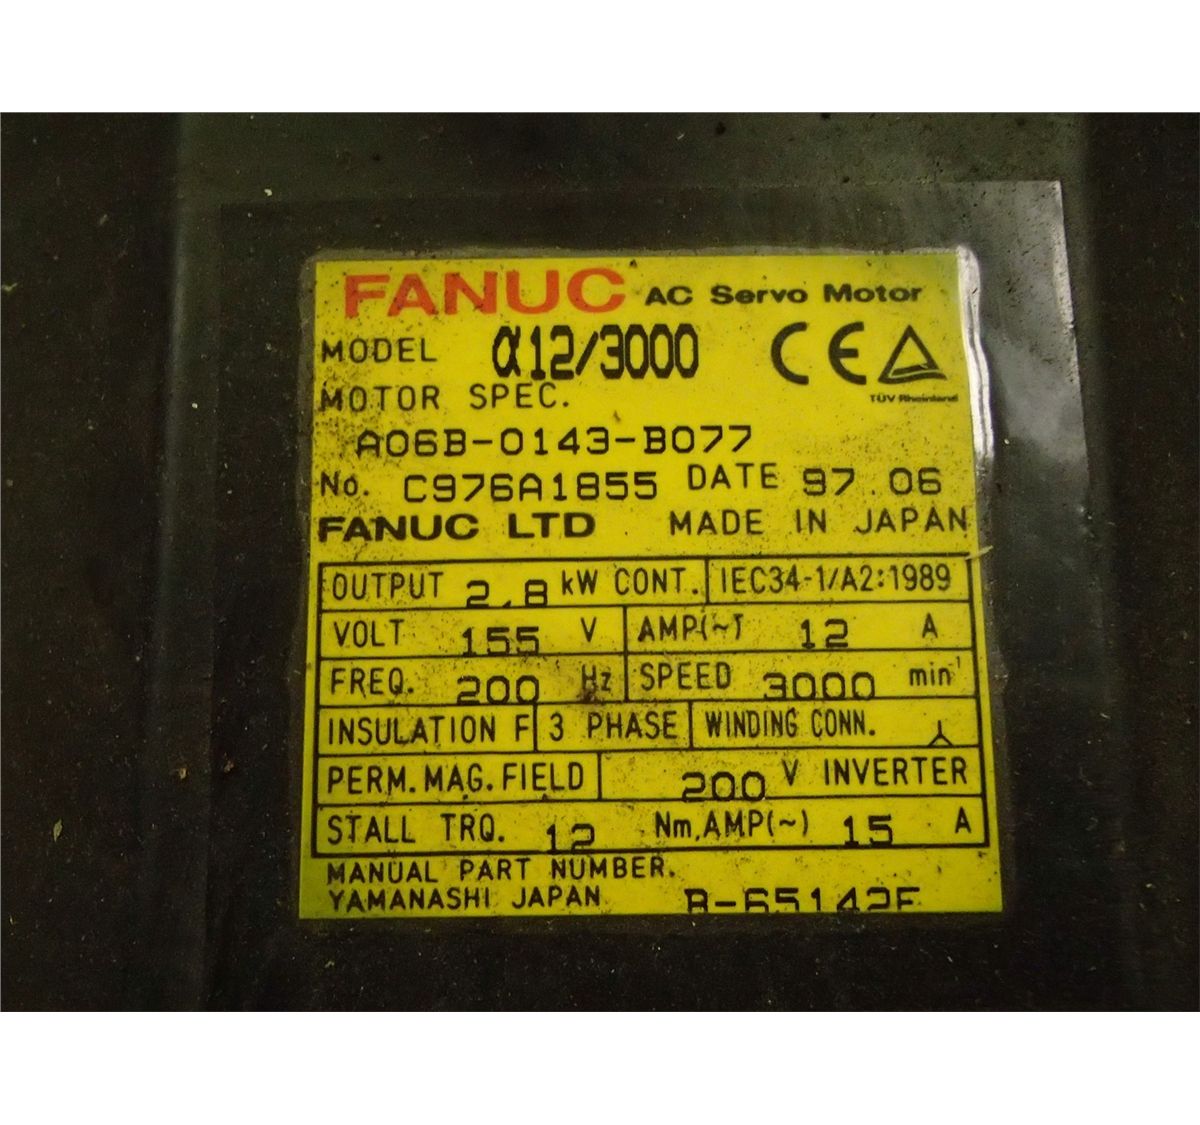 FANUC AC Servo Motor
MODEL α12/3000
CE TÜV Rheinland
MOTOR SPEC.
A06B-0143-B077
No. C976A1855 DATE 97.06
FANUC LTD MADE IN JAPAN
OUTPUT 2.8 kW CONT. IEC34-1/A2:1989
VOLT 155 V AMP(~) 12 A
FREQ. 200 Hz SPEED 3000 min-1
INSULATION F 3 PHASE WINDING CONN.
PERM.MAG.FIELD 200 V INVERTER
STALL TRQ. 12 Nm,AMP(~) 15 A
MANUAL PART NUMBER.
YAMANASHI JAPAN B-65142E